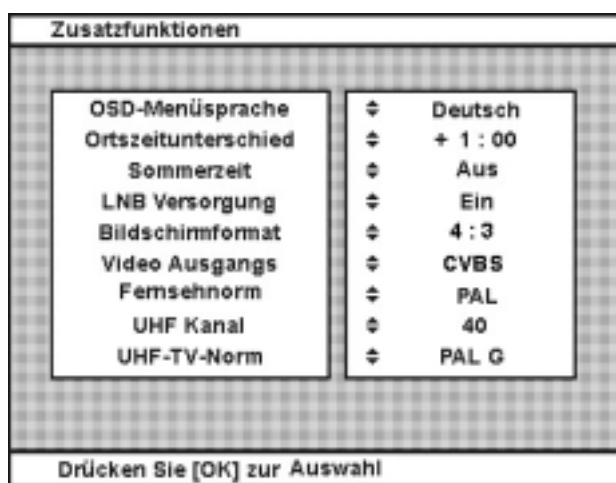 Zusatzfunktionen
OSD-Menüsprache Deutsch
Ortszeitunterschied + 1 : 00
Sommerzeit Aus
LNB Versorgung Ein
Bildschirmformat 4 : 3
Video Ausgangs CVBS
Fernsehnorm PAL
UHF Kanal 40
UHF-TV-Norm PAL G
Drücken Sie [OK] zur Auswahl